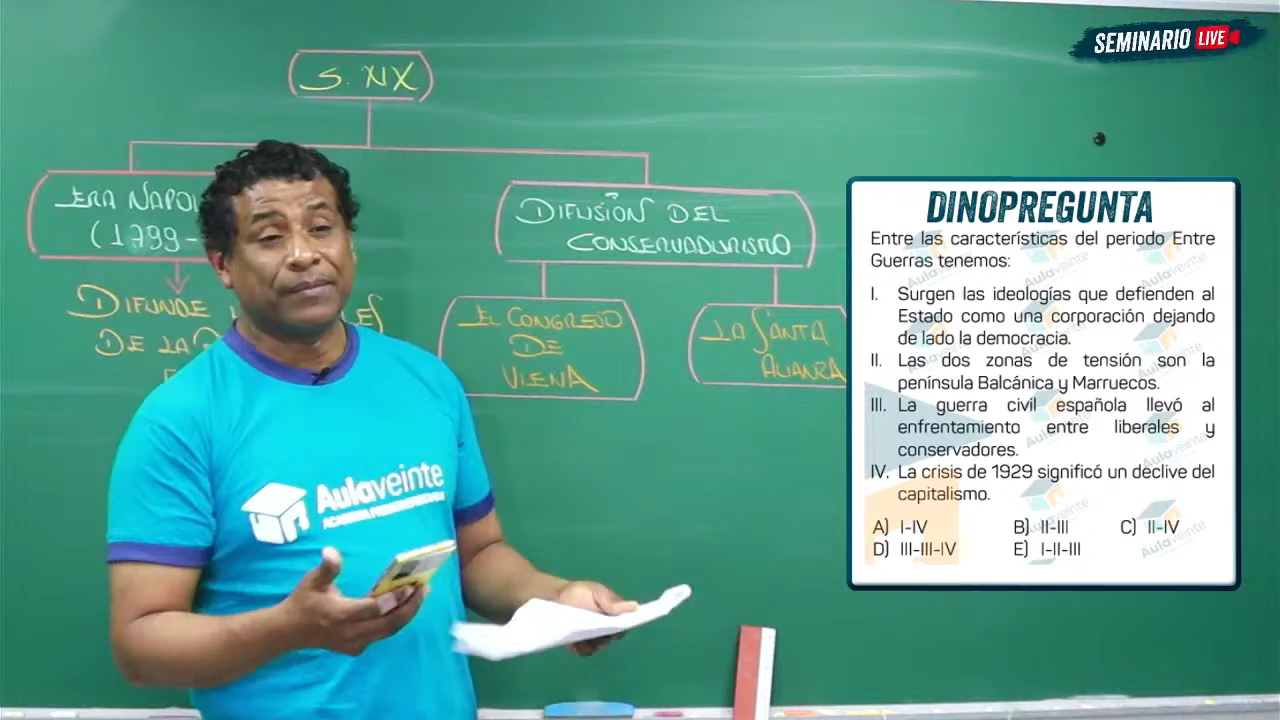 SEMINARIO LIVE
S. XIX
ERA
(1799-
DIFUNDE
DE LA
DIFUSIÓN DEL
CONSERVADURISMO
EL CONGRESO
DE
VIENA
LA SANTA
ALIANZA
Aulaveinte
DINOPREGUNTA
Entre las características del periodo Entre
Guerras tenemos:
I. Surgen las ideologías que defienden al
Estado como una corporación dejando
de lado la democracia.
II. Las dos zonas de tensión son la
península Balcánica y Marruecos.
III. La guerra civil española llevó al
enfrentamiento entre liberales y
conservadores.
IV. La crisis de 1929 significó un declive del
capitalismo.
A) I-IV B) II-III C) II-IV
D) III-III-IV E) I-II-III